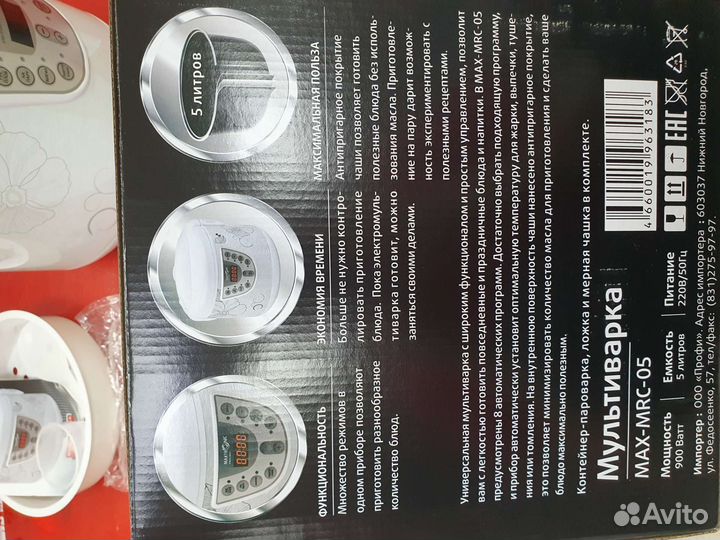 ФУНКЦИОНАЛЬНОСТЬ
Множество режимов в
одном приборе позволяют
приготовить разнообразное
количество блюд.
ЭКОНОМИЯ ВРЕМЕНИ
Больше не нужно контро-
лировать приготовление
блюда. Пока электромуль-
тиварка готовит, можно
заняться своими делами.
5 литров
МАКСИМАЛЬНАЯ ПОЛЬЗА
Антипригарное покрытие
чаши позволяет готовить
полезные блюда без исполь-
зования масла. Приготовле-
ние на пару дарит возмож-
ность экспериментировать с
полезными рецептами.
Универсальная мультиварка с широким функционалом и простым управлением, позволит
вам с легкостью готовить повседневные и праздничные блюда и напитки. В MAX-MRC-05
предусмотрены 8 автоматических программ. Достаточно выбрать подходящую программу,
и прибор автоматически установит оптимальную температуру для жарки, выпечки, туше-
ния или томления. На внутреннюю поверхность чаши нанесено антипригарное покрытие,
это позволяет минимизировать количество масла для приготовления и сделать ваше
блюдо максимально полезным.
Контейнер-пароварка, ложка и мерная чашка в комплекте.
Мультиварка
MAX-MRC-05
Мощность
900 Ватт
Емкость
5 литров
Питание
220В/50Гц
4 660019 963183
EAC
Импортер: ООО «Профи» Адрес импортера: 603037 Нижний Новгород,
ул. Федосеенко, 57, тел/факс: (831)275-97-97.
Avito